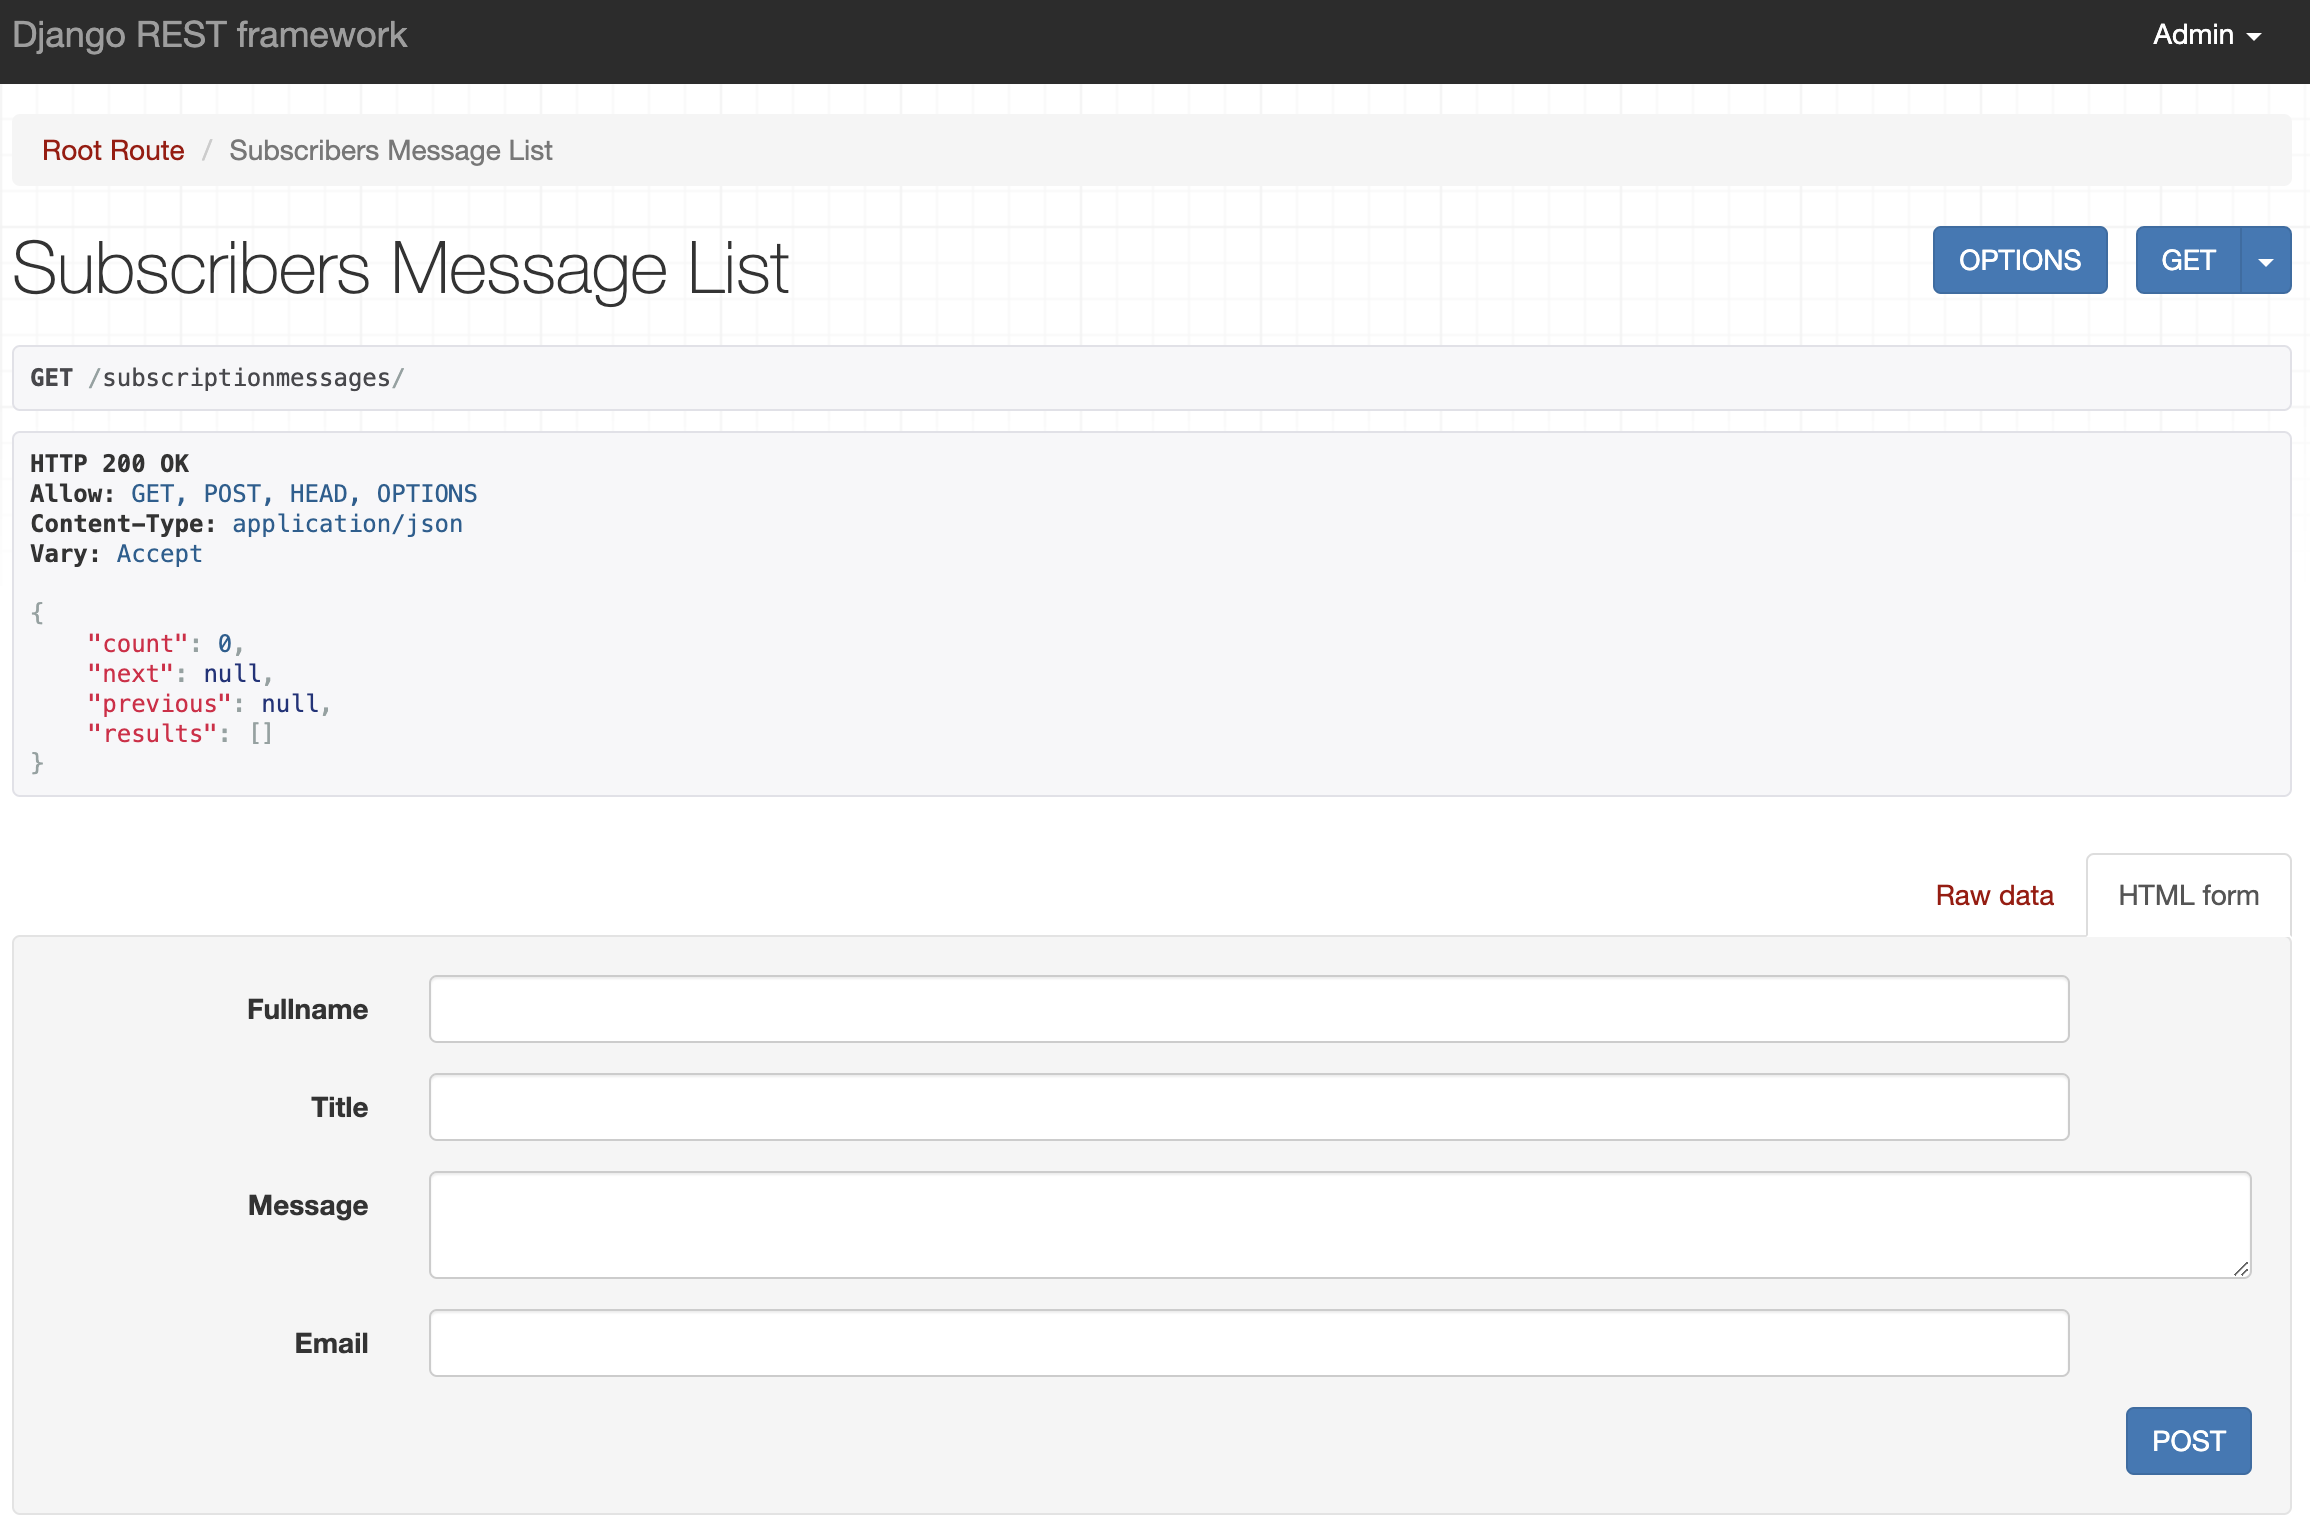 Django REST framework
Admin
Root Route / Subscribers Message List
Subscribers Message List
OPTIONS
GET
GET /subscriptionmessages/
HTTP 200 OK
Allow: GET, POST, HEAD, OPTIONS
Content-Type: application/json
Vary: Accept
{
    "count": 0,
    "next": null,
    "previous": null,
    "results": []
}
Raw data
HTML form
Fullname
Title
Message
Email
POST